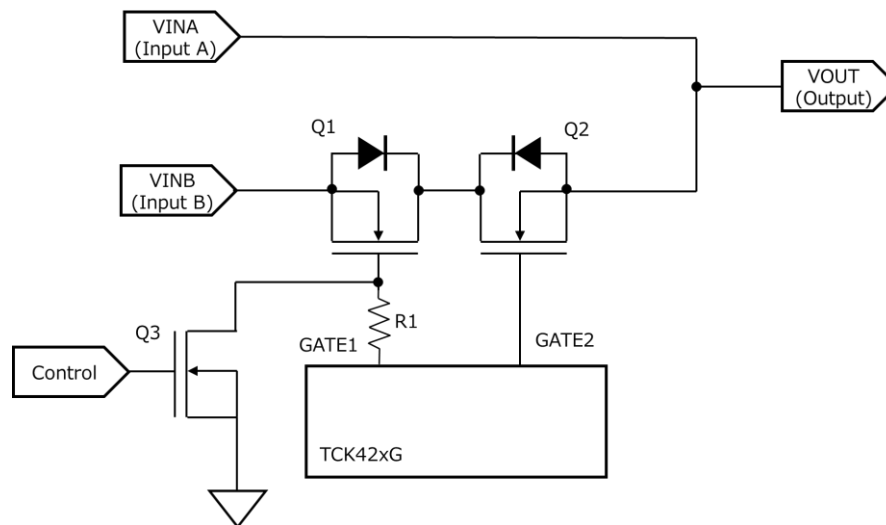 VINA
(Input A)
VOUT
(Output)
Q1
Q2
VINB
(Input B)
Q3
R1
GATE1
GATE2
Control
TCK42xG